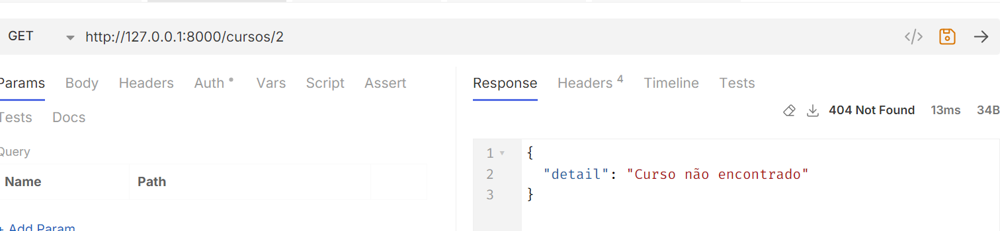 GET http://127.0.0.1:8000/cursos/2 </>
Params Body Headers Auth Vars Script Assert
Tests Docs
Query
Name Path
+ Add Param
Response Headers 4 Timeline Tests
404 Not Found 13ms 34B
1 {
2 "detail": "Curso não encontrado"
3 }